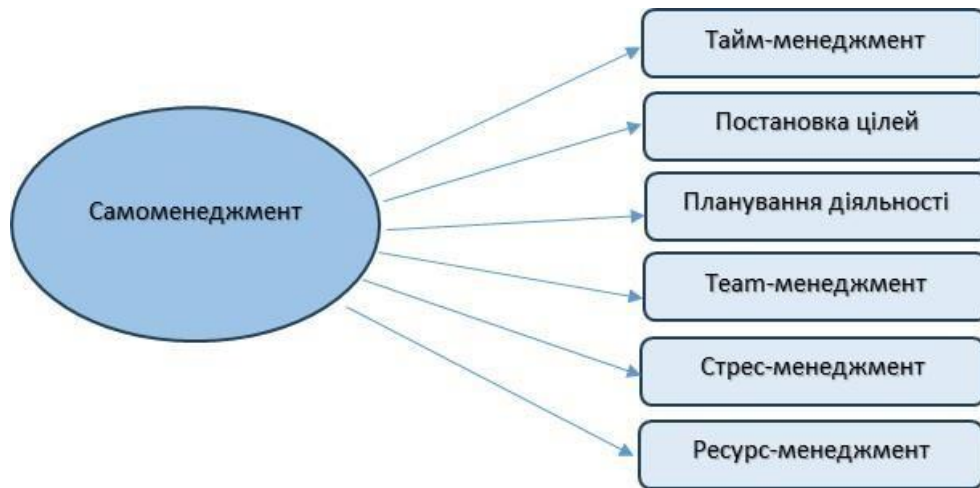 Самоменеджмент
Тайм-менеджмент
Постановка цілей
Планування діяльності
Team-менеджмент
Стрес-менеджмент
Ресурс-менеджмент